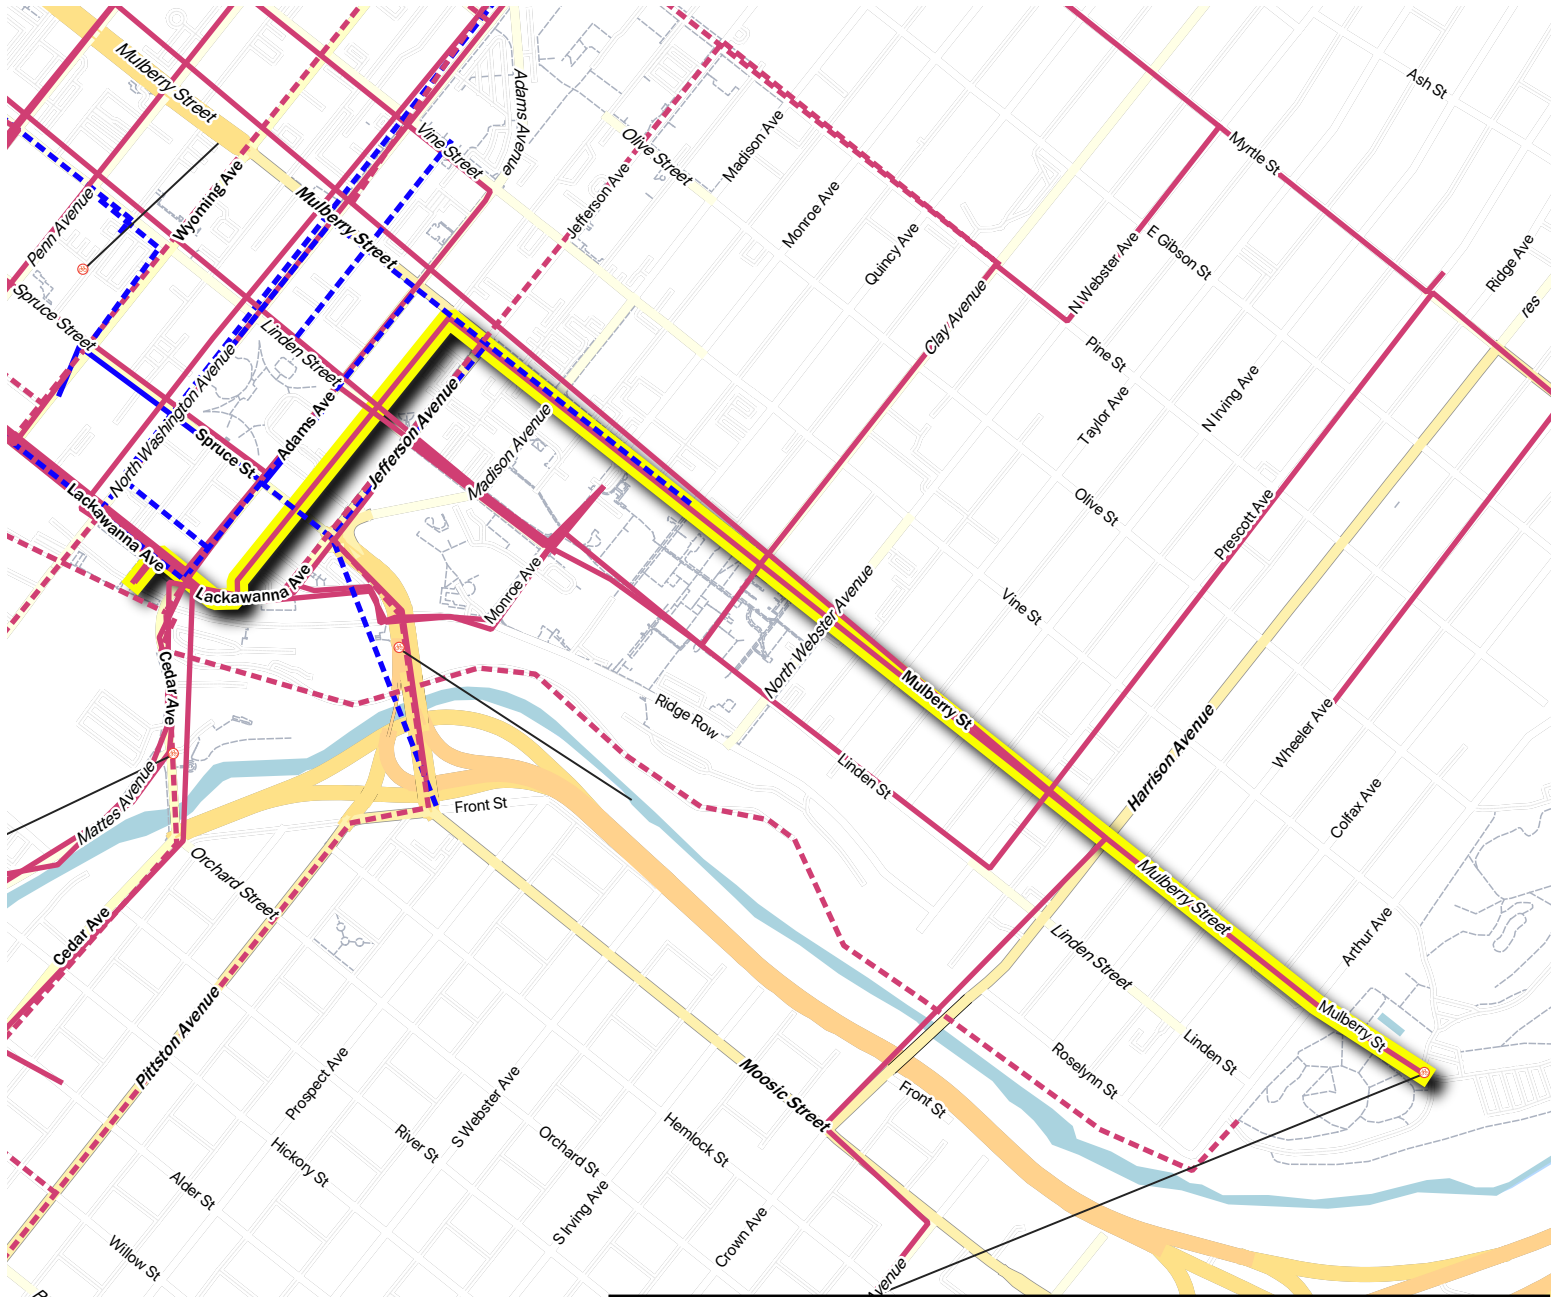 Mulberry Street
Adams Avenue
Ash St
Vine Street
Olive Street
Madison Ave
Myrtle St
Wyoming Ave
Penn Avenue
Mulberry Street
Jefferson Ave
Monroe Ave
Quincy Ave
E Gibson St
N Webster Ave
Ridge Ave
res
Spruce Street
Linden Street
Clay Avenue
Pine St
North Washington Avenue
Adams Ave
Jefferson Avenue
Madison Avenue
Taylor Ave
N Irving Ave
Spruce St
Lackawanna Ave
Olive St
Prescott Ave
Lackawanna Ave
Monroe Ave
North Webster Avenue
Vine St
Cedar Ave
Ridge Row
Mulberry St
Linden St
Harrison Avenue
Wheeler Ave
Mattes Avenue
Front St
Colfax Ave
Orchard Street
Mulberry Street
Cedar Ave
Linden Street
Arthur Ave
Mulberry St
Pittston Avenue
Linden St
Roselynn St
Prospect Ave
S Webster Ave
Moosic Street
Front St
River St
Hickory St
Orchard St
Hemlock St
Alder St
S Irving Ave
Crown Ave
Willow St
Avenue